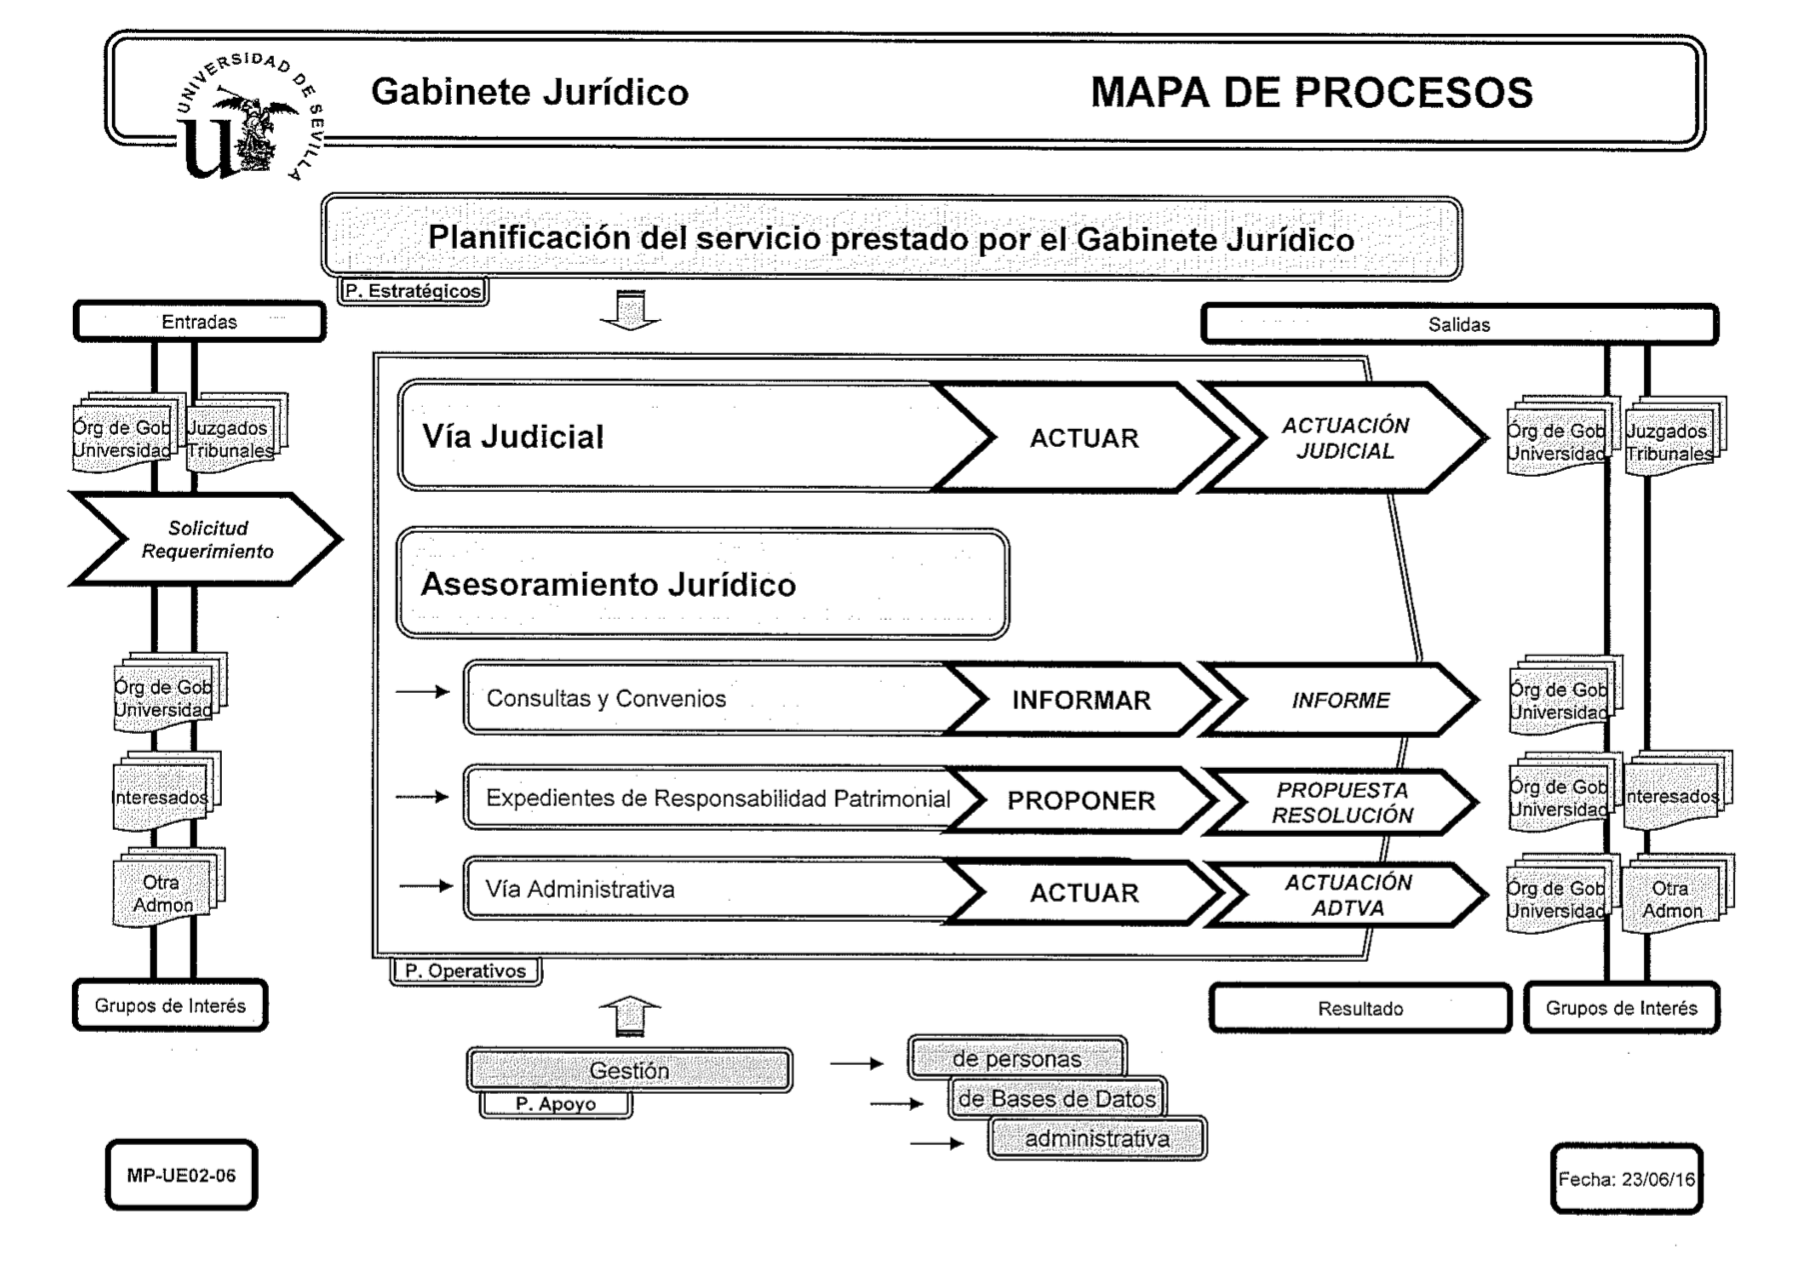 UNIVERSIDAD DE SEVILLA
u
Gabinete Jurídico
MAPA DE PROCESOS
Planificación del servicio prestado por el Gabinete Jurídico
P. Estratégicos
Entradas
Salidas
Órg de Gob
Universidad
Juzgados
Tribunales
Vía Judicial
ACTUAR
ACTUACIÓN
JUDICIAL
Órg de Gob
Universidad
Juzgados
Tribunales
Solicitud
Requerimiento
Asesoramiento Jurídico
Órg de Gob
Universidad
Consultas y Convenios
INFORMAR
INFORME
Órg de Gob
Universidad
Interesados
Expedientes de Responsabilidad Patrimonial
PROPONER
PROPUESTA
RESOLUCIÓN
Órg de Gob
Universidad
nteresados
Otra
Admon
Vía Administrativa
ACTUAR
ACTUACIÓN
ADTVA
Órg de Gob
Universidad
Otra
Admon
P. Operativos
Grupos de Interés
Resultado
Grupos de Interés
Gestión
P. Apoyo
de personas
de Bases de Datos
administrativa
MP-UE02-06
Fecha: 23/06/16